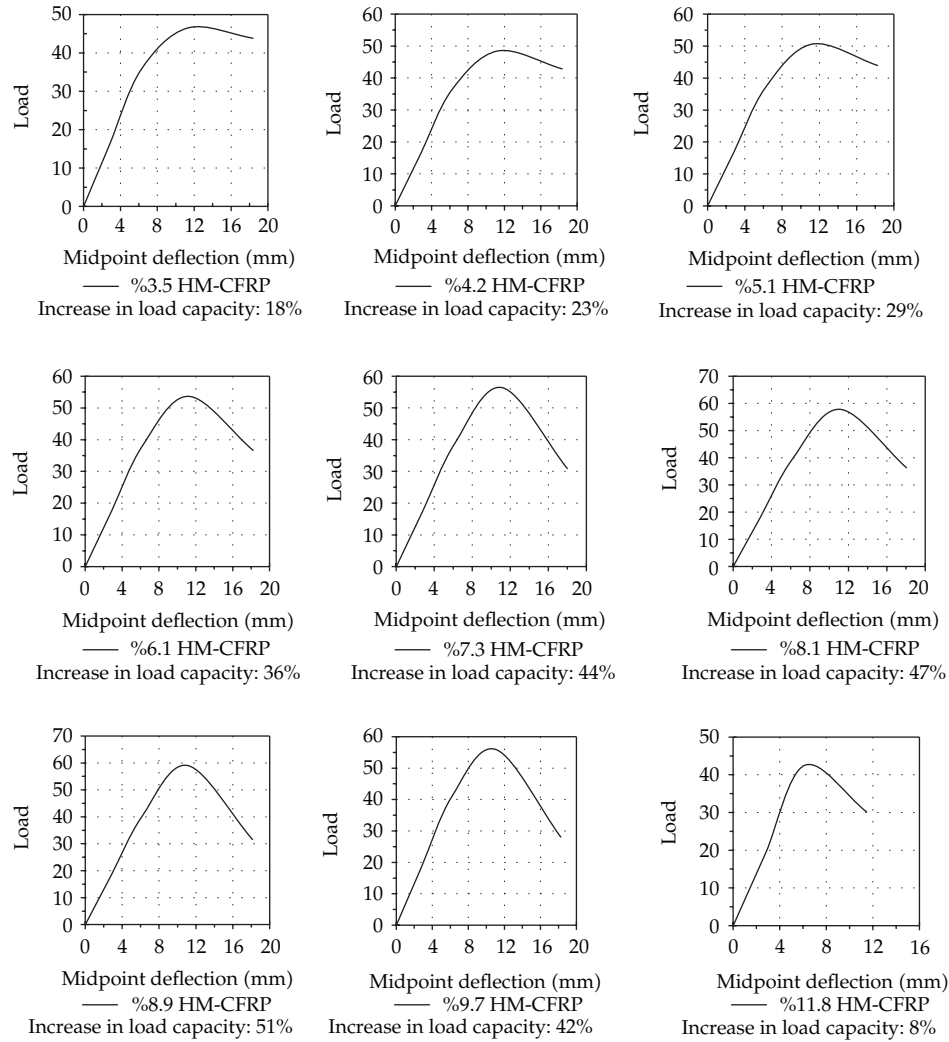 50
40
30
20
10
0
Load
0 4 8 12 16 20
Midpoint deflection (mm)
%3.5 HM-CFRP
Increase in load capacity: 18%
60
50
40
30
20
10
0
Load
0 4 8 12 16 20
Midpoint deflection (mm)
%4.2 HM-CFRP
Increase in load capacity: 23%
60
50
40
30
20
10
0
Load
0 4 8 12 16 20
Midpoint deflection (mm)
%5.1 HM-CFRP
Increase in load capacity: 29%
60
50
40
30
20
10
0
Load
0 4 8 12 16 20
Midpoint deflection (mm)
%6.1 HM-CFRP
Increase in load capacity: 36%
60
50
40
30
20
10
0
Load
0 4 8 12 16 20
Midpoint deflection (mm)
%7.3 HM-CFRP
Increase in load capacity: 44%
70
60
50
40
30
20
10
0
Load
0 4 8 12 16 20
Midpoint deflection (mm)
%8.1 HM-CFRP
Increase in load capacity: 47%
70
60
50
40
30
20
10
0
Load
0 4 8 12 16 20
Midpoint deflection (mm)
%8.9 HM-CFRP
Increase in load capacity: 51%
60
50
40
30
20
10
0
Load
0 4 8 12 16 20
Midpoint deflection (mm)
%9.7 HM-CFRP
Increase in load capacity: 42%
50
40
30
20
10
0
Load
0 4 8 12 16
Midpoint deflection (mm)
%11.8 HM-CFRP
Increase in load capacity: 8%